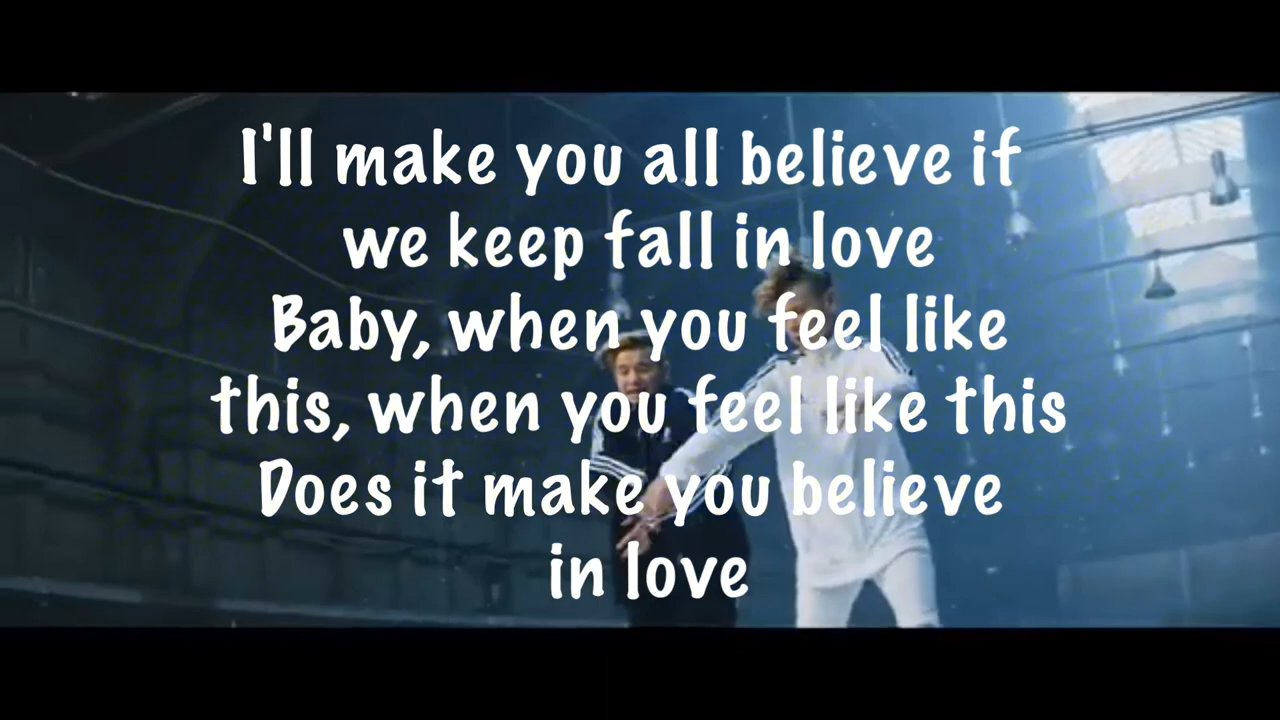 I'll make you all believe if
we keep fall in love
Baby, when you feel like
this, when you feel like this
Does it make you believe
in love